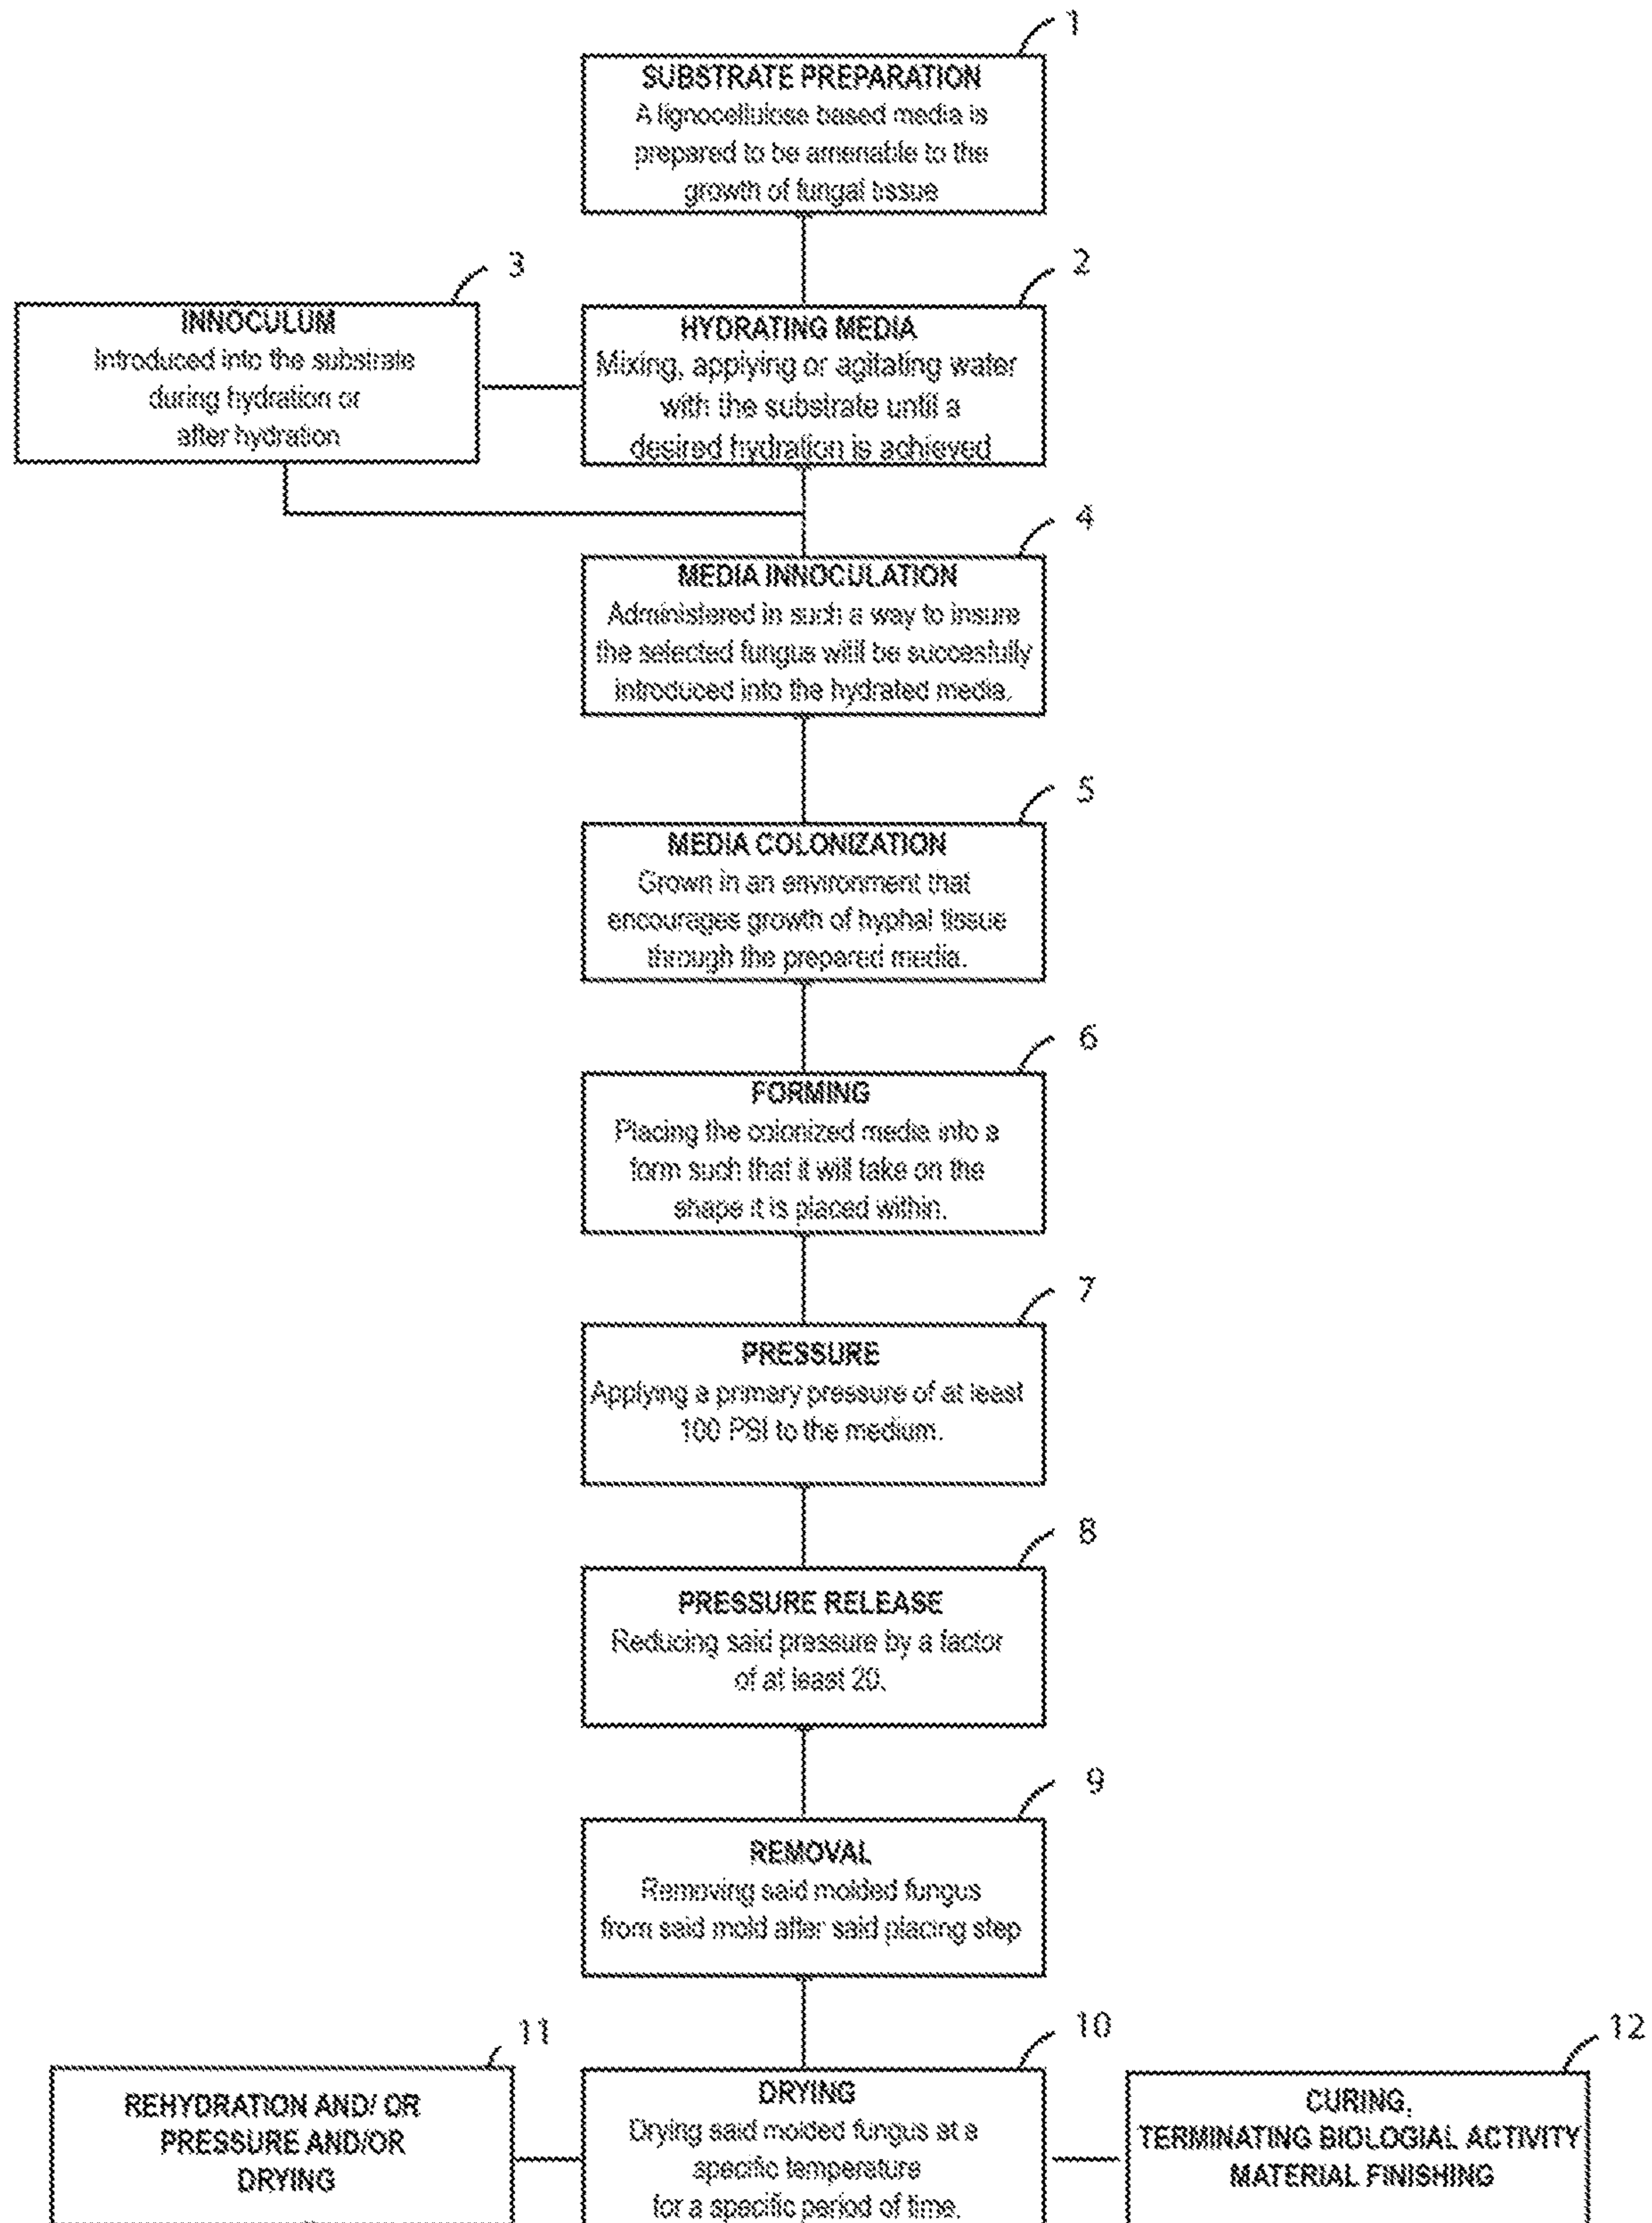 1
SUBSTRATE PREPARATION
A lignocellulose based media is
prepared to be amenable to the
growth of fungal tissue
3
INNOCULUM
Introduced into the substrate
during hydration or
after hydration
2
HYDRATING MEDIA
Mixing, applying or agitating water
with the substrate until a
desired hydration is achieved
4
MEDIA INNOCULATION
Administered in such a way to insure
the selected fungus willl be succesfully
introduced into the hydrated media.
5
MEDIA COLONIZATION
Grown in an environment that
encourages growth of hyphal tissue
through the prepared media.
6
FORMING
Placing the colonized media into a
form such that it will take on the
shape it is placed within.
7
PRESSURE
Applying a primary pressure of at least
100 PSI to the medium.
8
PRESSURE RELEASE
Reducing said pressure by a factor
of at least 20.
9
REMOVAL
Removing said molded fungus
from said mold after said placing step
11
REHYDRATION AND/ OR
PRESSURE AND/OR
DRYING
10
DRYING
Drying said molded fungus at a
specific temperature
for a specific period of time.
12
CURING,
TERMINATING BIOLOGIAL ACTIVITY
MATERIAL FINISHING